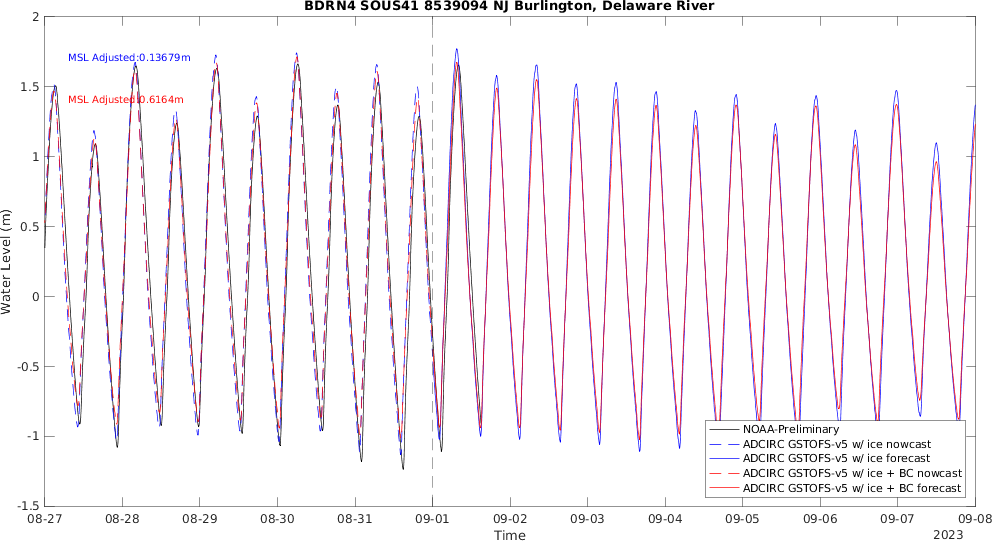 BDRN4 SOUS41 8539094 NJ Burlington, Delaware River
2
1.5
1
0.5
0
-0.5
-1
-1.5
Water Level (m)
MSL Adjusted:0.13679m
MSL Adjusted:0.6164m
NOAA-Preliminary
ADCIRC GSTOFS-v5 w/ ice nowcast
ADCIRC GSTOFS-v5 w/ ice forecast
ADCIRC GSTOFS-v5 w/ ice + BC nowcast
ADCIRC GSTOFS-v5 w/ ice + BC forecast
08-27 08-28 08-29 08-30 08-31 09-01 09-02 09-03 09-04 09-05 09-06 09-07 09-08
Time
2023